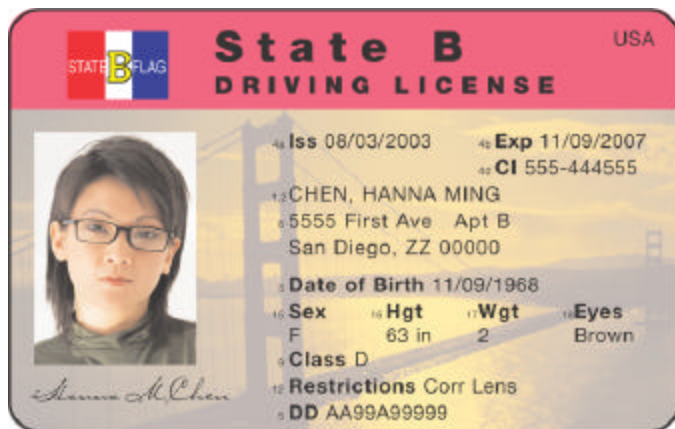 STATE B FLAG
State B
USA
DRIVING LICENSE
4a Iss 08/03/2003 4b Exp 11/09/2007
4d CI 555-444555
1,2 CHEN, HANNA MING
8 5555 First Ave Apt B
San Diego, ZZ 00000
3 Date of Birth 11/09/1968
15 Sex 16 Hgt 17 Wgt 18 Eyes
F 63 in 2 Brown
9 Class D
12 Restrictions Corr Lens
5 DD AA99A99999
Hanna M. Chen